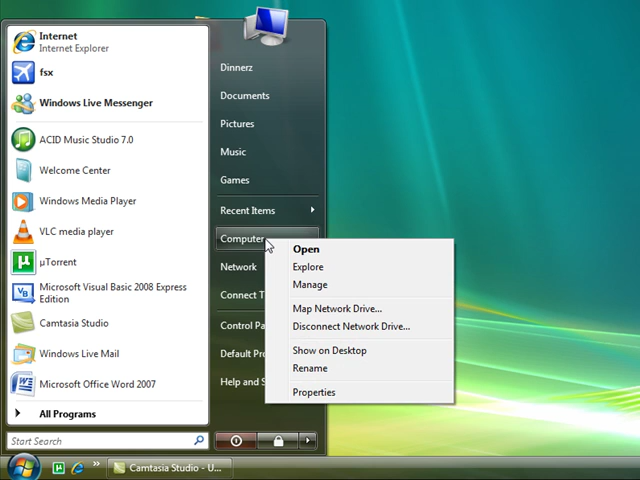 Internet
Internet Explorer
fsx
Windows Live Messenger
ACID Music Studio 7.0
Welcome Center
Windows Media Player
VLC media player
µTorrent
Microsoft Visual Basic 2008 Express
Edition
Camtasia Studio
Windows Live Mail
Microsoft Office Word 2007
All Programs
Start Search
Dinnerz
Documents
Pictures
Music
Games
Recent Items
Computer
Network
Connect T
Control Pa
Default Pro
Help and S
Open
Explore
Manage
Map Network Drive...
Disconnect Network Drive...
Show on Desktop
Rename
Properties
Camtasia Studio - U...